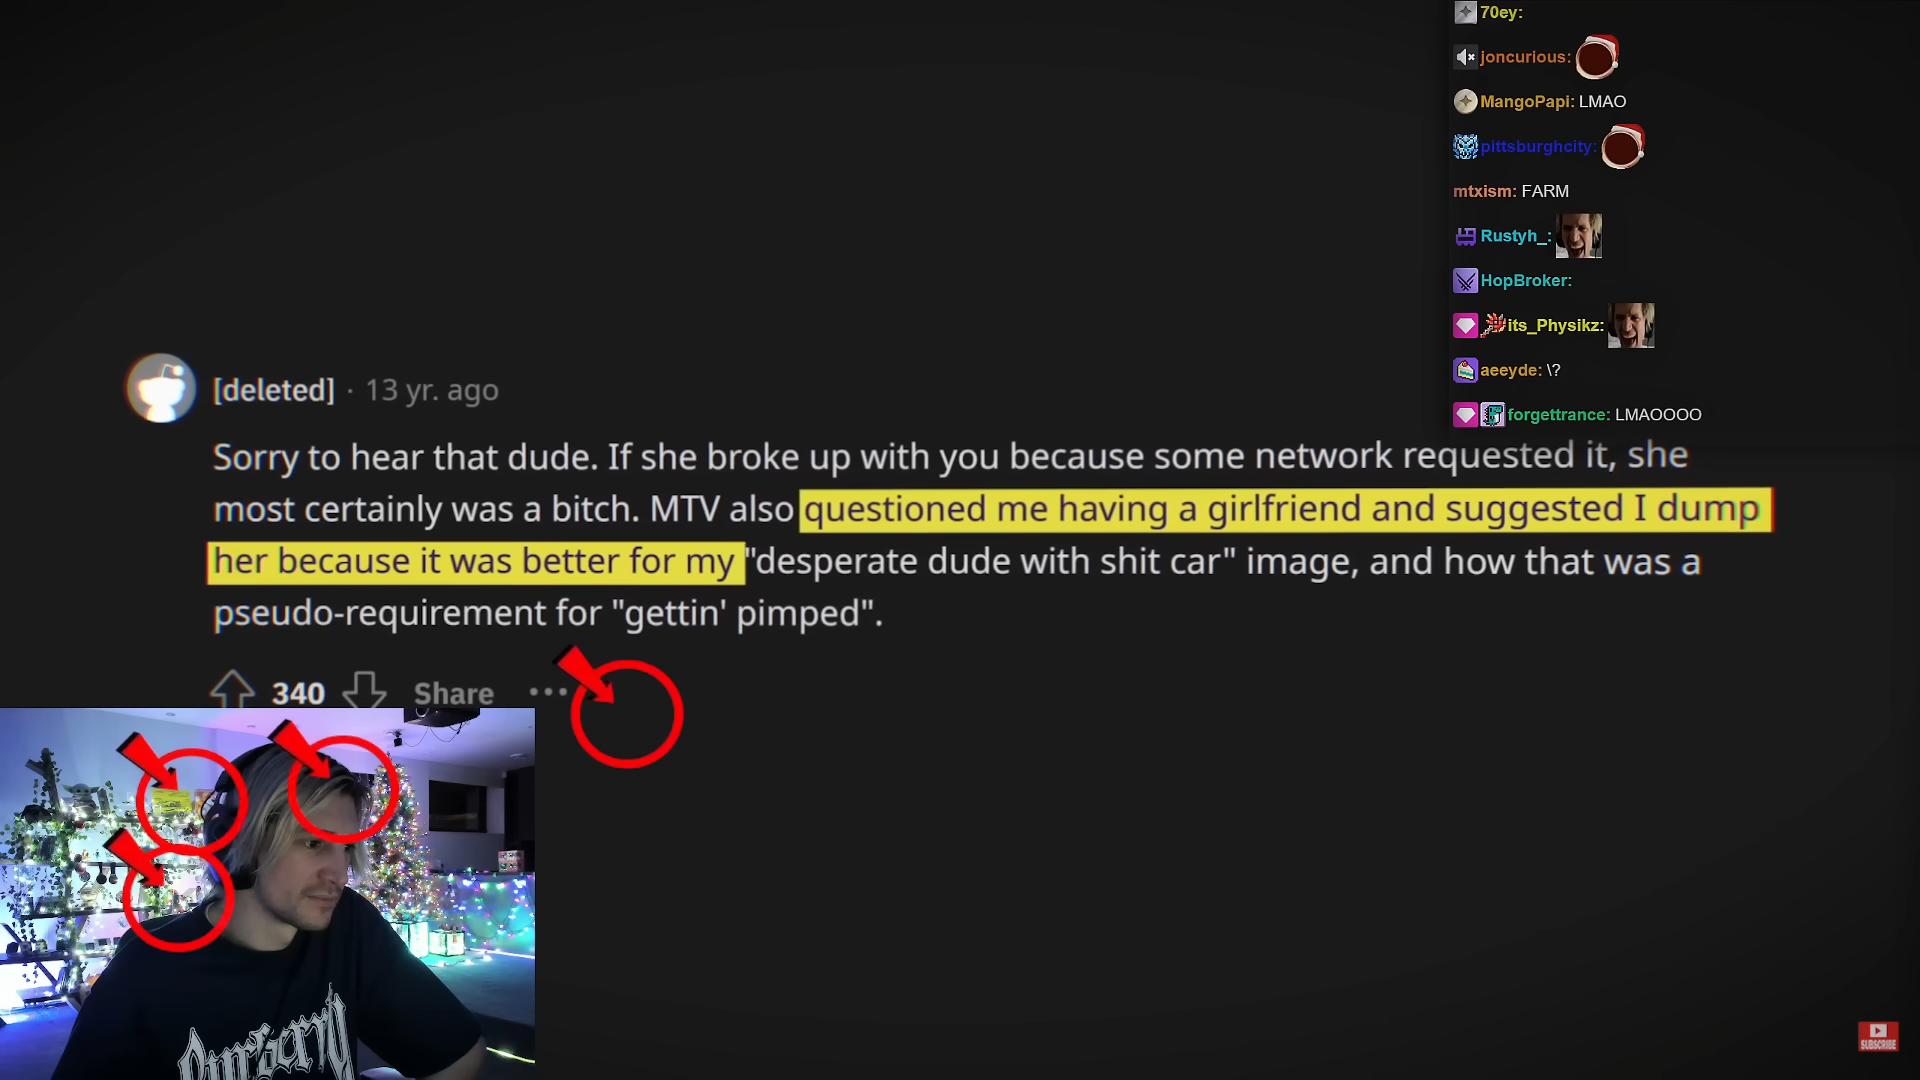 70ey:
joncurious:
MangoPapi: LMAO
pittsburghcity:
mtxism: FARM
Rustyh_:
HopBroker:
its_Physikz:
aeeyde: \?
forgettrance: LMAOOOO
[deleted] · 13 yr. ago
Sorry to hear that dude. If she broke up with you because some network requested it, she
most certainly was a bitch. MTV also questioned me having a girlfriend and suggested I dump
her because it was better for my "desperate dude with shit car" image, and how that was a
pseudo-requirement for "gettin' pimped".
340 Share ...
SUBSCRIBE